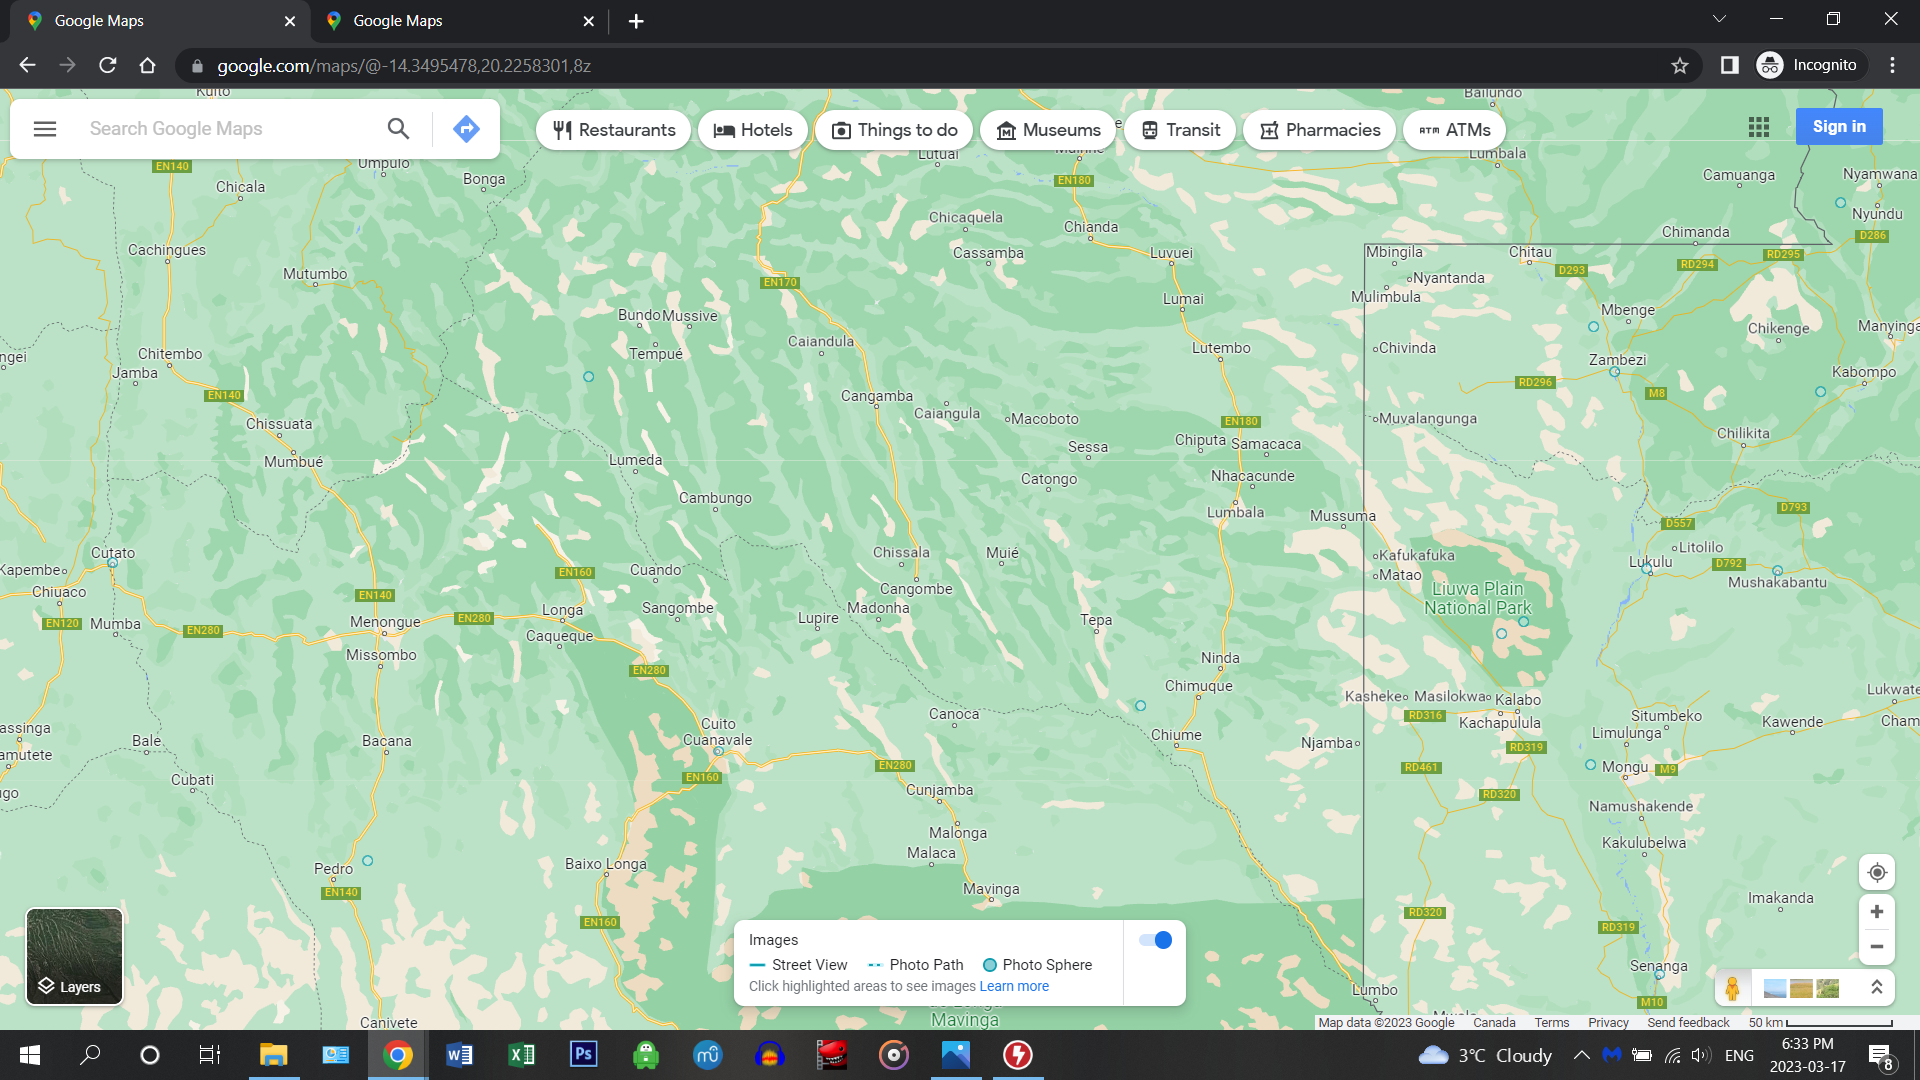 Google Maps
Google Maps
google.com/maps/@-14.3495478,20.2258301,8z
Incognito
Kuito
Bailundo
Search Google Maps
Restaurants
Hotels
Things to do
Museums
Transit
Pharmacies
ATMs
Sign in
EN140
Umpulo
Lutuai
Lumbala
Chicala
Bonga
EN180
Camuanga
Nyamwana
Chicaquela
Chianda
Nyundu
Cachingues
Cassamba
Luvuei
Mbingila
Chitau
Chimanda
D286
Mutumbo
EN170
Lumai
Nyantanda
D293
RD294
RD295
Mulimbula
Bundo
Mussive
Mbenge
Chikenge
Manyinga
Tempué
Caiandula
Lutembo
Chivinda
Zambezi
Chitembo
ngei
Jamba
RD296
M8
Kabompo
EN140
Cangamba
Caiangula
Macoboto
EN180
Muvalangunga
Chissuata
Sessa
Chiputa
Samacaca
Chilikita
Mumbué
Lumeda
Catongo
Nhacacunde
Cambungo
Lumbala
Mussuma
D793
D557
Cutato
Chissala
Muié
Kafukafuka
Litolilo
Kapembe
EN160
Cuando
Matao
Lukulu
D792
Mushakabantu
Chiuaco
EN140
Cangombe
Liuwa Plain
National Park
Longa
Sangombe
Madonha
EN120
Mumba
EN280
Menongue
EN280
Lupire
Tepa
Caqueque
Missombo
EN280
Ninda
Chimuque
Kasheke
Masilokwa
Kalabo
Lukwate
assinga
Bale
Bacana
Cuito
Cuanavale
Canoca
Chiume
RD316
Kachapulula
Situmbeko
Limulunga
Kawende
Cham
amutete
Njamba
RD319
Cubati
EN160
EN280
RD461
Mongu
M9
igo
Cunjamba
RD320
Namushakende
Malonga
Kakulubelwa
Pedro
Baixo Longa
Malaca
EN140
Mavinga
Imakanda
EN160
RD320
RD319
Images
Street View
Photo Path
Photo Sphere
Click highlighted areas to see images Learn more
Layers
Senanga
Lumbo
M10
Mavinga
Canivete
Map data ©2023 Google
Canada
Terms
Privacy
Send feedback
50 km
3°C Cloudy
ENG
6:33 PM
2023-03-17
8